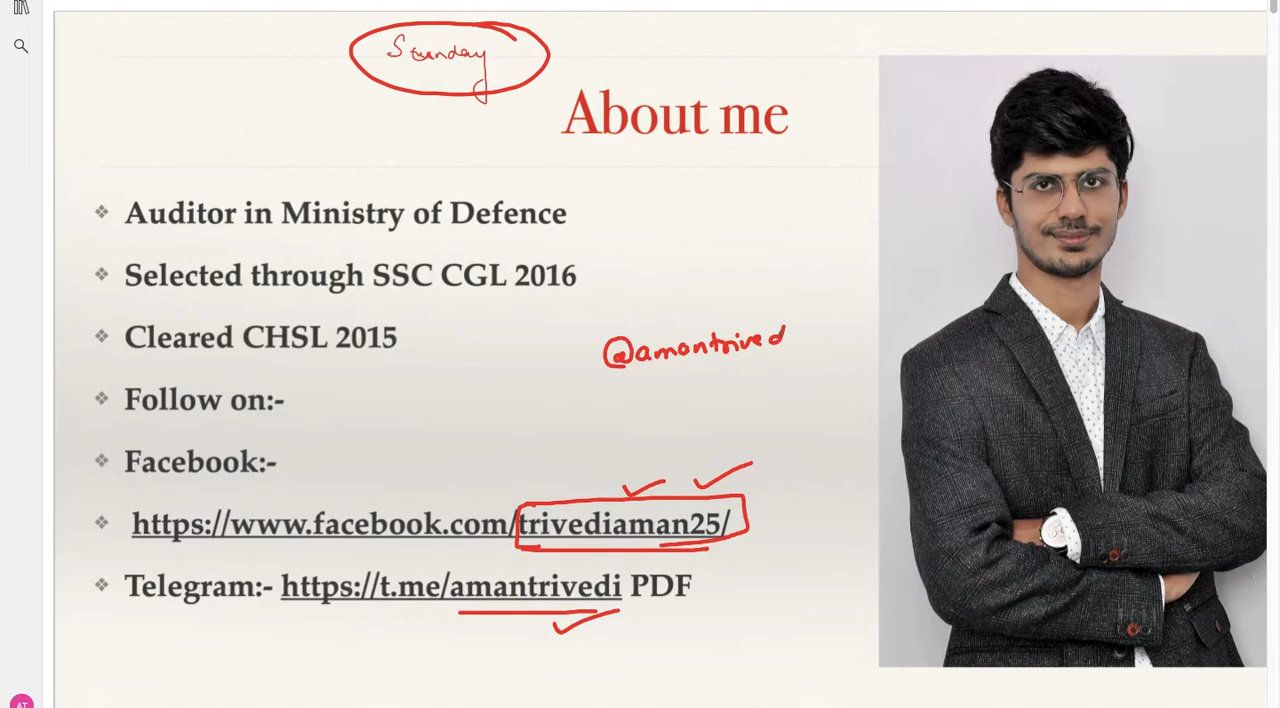 Sunday
About me
Auditor in Ministry of Defence
Selected through SSC CGL 2016
Cleared CHSL 2015
@amantrived
Follow on:-
Facebook:-
https://www.facebook.com/trivediaman25/
Telegram:- https://t.me/amantrivedi PDF
AT